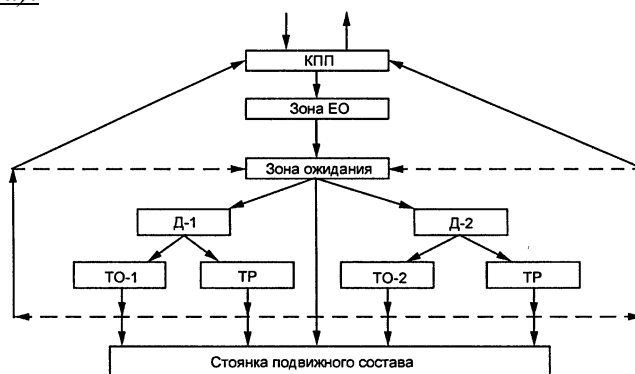 КПП
Зона ЕО
Зона ожидания
Д-1
Д-2
ТО-1
ТР
ТО-2
ТР
Стоянка подвижного состава